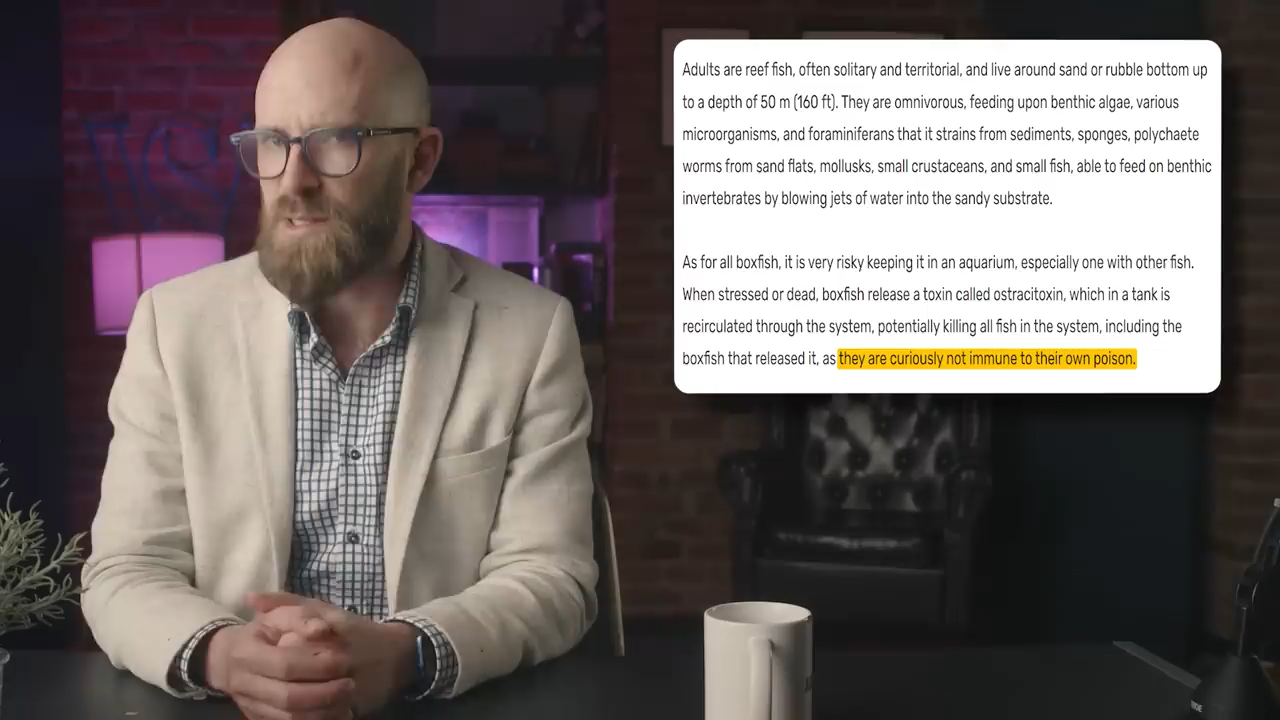 Adults are reef fish, often solitary and territorial, and live around sand or rubble bottom up
to a depth of 50 m (160 ft). They are omnivorous, feeding upon benthic algae, various
microorganisms, and foraminiferans that it strains from sediments, sponges, polychaete
worms from sand flats, mollusks, small crustaceans, and small fish, able to feed on benthic
invertebrates by blowing jets of water into the sandy substrate.
As for all boxfish, it is very risky keeping it in an aquarium, especially one with other fish.
When stressed or dead, boxfish release a toxin called ostracitoxin, which in a tank is
recirculated through the system, potentially killing all fish in the system, including the
boxfish that released it, as they are curiously not immune to their own poison.